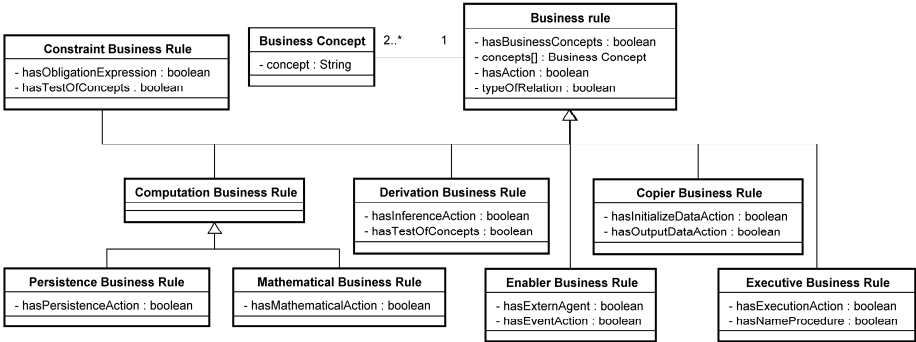 Business rule
- hasBusinessConcepts : boolean
- concepts[] : Business Concept
- hasAction : boolean
- typeOfRelation : boolean
Business Concept
- concept : String
2..*
1
Constraint Business Rule
- hasObligationExpression : boolean
- hasTestOfConcepts : boolean
Computation Business Rule
Derivation Business Rule
- hasInferenceAction : boolean
- hasTestOfConcepts : boolean
Copier Business Rule
- hasInitializeDataAction : boolean
- hasOutputDataAction : boolean
Persistence Business Rule
- hasPersistenceAction : boolean
Mathematical Business Rule
- hasMathematicalAction : boolean
Enabler Business Rule
- hasExternAgent : boolean
- hasEventAction : boolean
Executive Business Rule
- hasExecutionAction : boolean
- hasNameProcedure : boolean